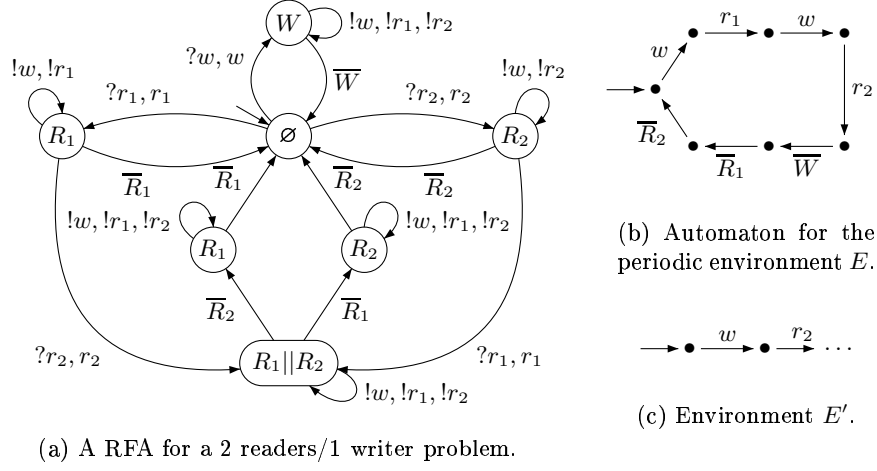 W
!w, !r₁, !r₂
?w, w
W̅
!w, !r₁
?r₁, r₁
?r₂, r₂
!w, !r₂
R₁
∅
R₂
R̅₁
R̅₁
R̅₂
R̅₂
!w, !r₁, !r₂
R₁
R₂
!w, !r₁, !r₂
R̅₂
R̅₁
?r₂, r₂
R₁||R₂
?r₁, r₁
!w, !r₁, !r₂
(a) A RFA for a 2 readers/1 writer problem.
r₁
w
w
r₂
R̅₂
R̅₁
W̅
(b) Automaton for the
periodic environment E.
w
r₂
···
(c) Environment E′.